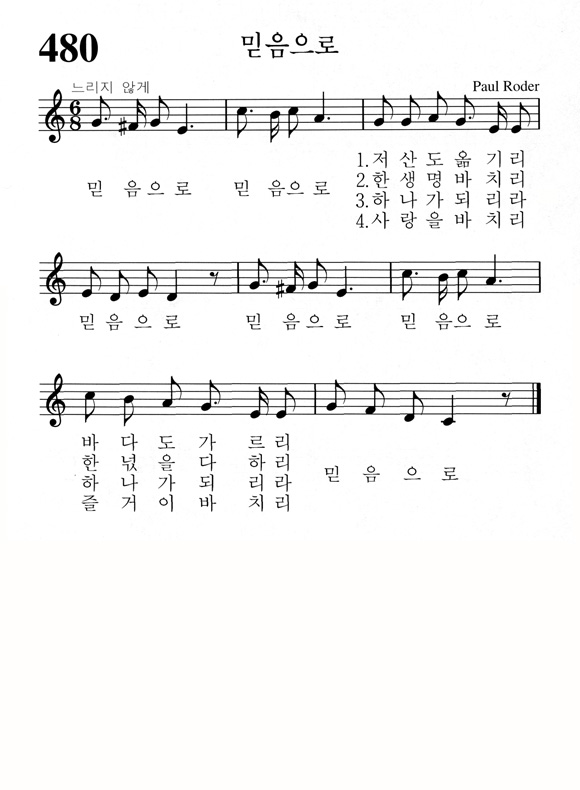 480
믿음으로
느리지 않게
Paul Roder
6
8
1.저 산 도 옮 기 리
믿 음으로 믿 음으로 2.한 생 명 바 치 리
3.하 나 가 되 리 라
4.사 랑 을 바 치 리
믿 음 으 로 믿 음 으 로 믿 음으 로
바 다 도 가 르리
한 넋 을 다 하리
하 나 가 되 리라
즐 거 이 바 치리
믿 음 으 로